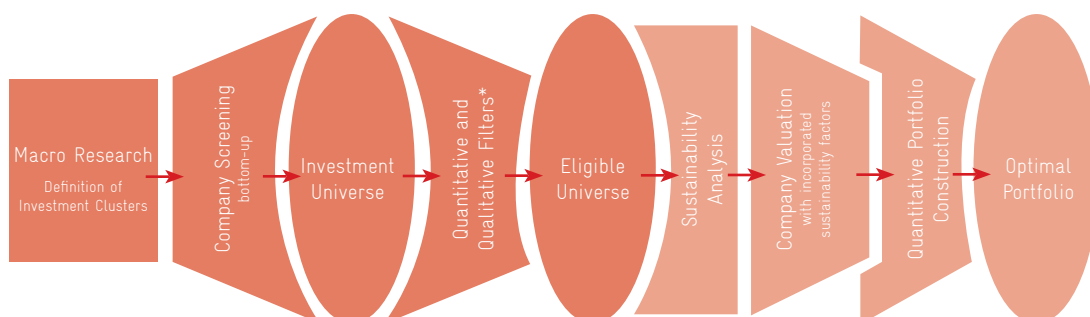 Macro Research
Definition of
Investment Clusters
Company Screening
bottom-up
Investment
Universe
Quantitative and
Qualitative Filters*
Eligible
Universe
Sustainability
Analysis
Company Valuation
with incorporated
sustainability factors
Quantitative Portfolio
Construction
Optimal
Portfolio